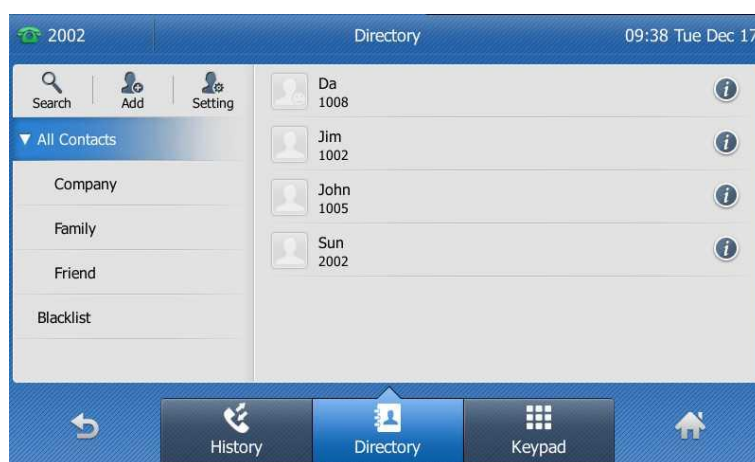 2002
Directory
09:38 Tue Dec 17
Search
Add
Setting
All Contacts
Company
Family
Friend
Blacklist
Da
1008
Jim
1002
John
1005
Sun
2002
History
Directory
Keypad